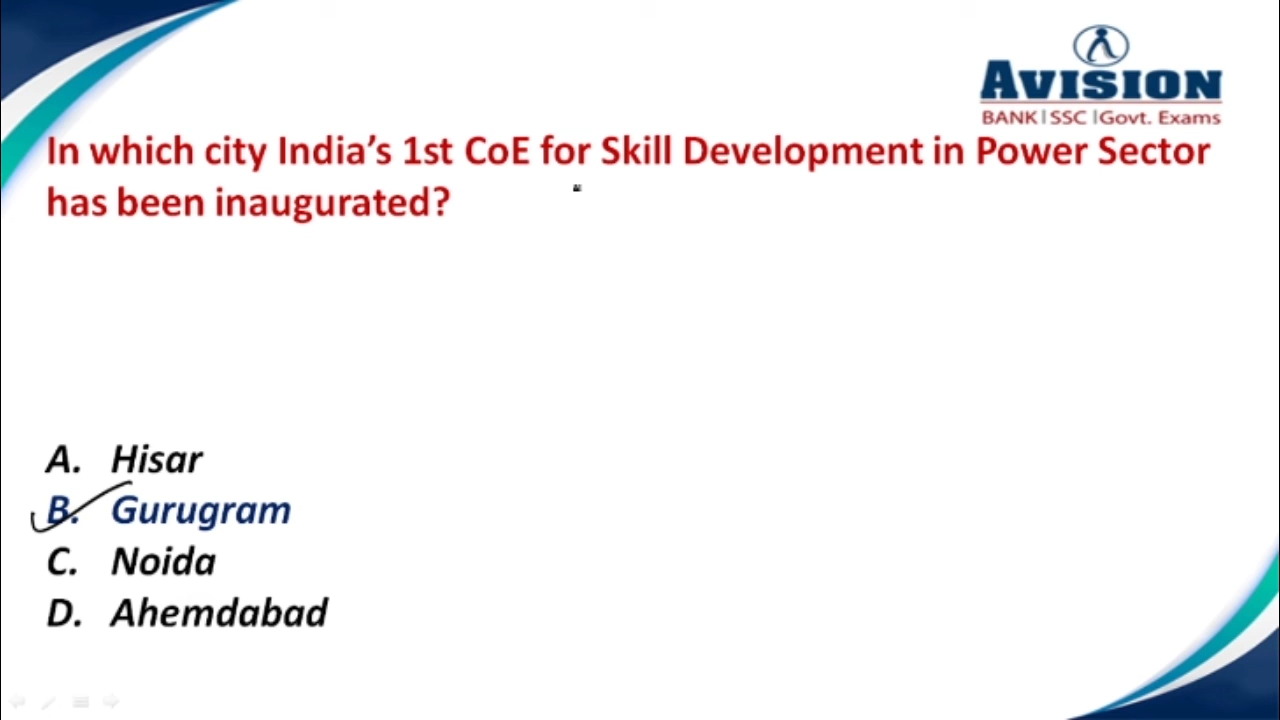 AVISION
BANK | SSC | Govt. Exams
In which city India's 1st CoE for Skill Development in Power Sector
has been inaugurated?
A. Hisar
B. Gurugram
C. Noida
D. Ahemdabad